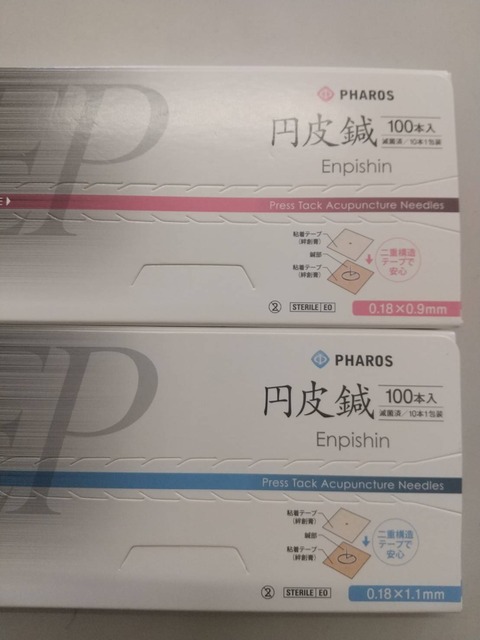 PHAROS
円皮鍼 100本入
滅菌済/10本1包装
Enpishin
E
EP
Press Tack Acupuncture Needles
粘着テープ
(絆創膏)
鍼部
粘着テープ
(絆創膏)
二重構造
テープで
安心
2 STERILE EO
0.18×0.9mm
PHAROS
円皮鍼 100本入
滅菌済/10本1包装
Enpishin
EP
Press Tack Acupuncture Needles
粘着テープ
(絆創膏)
鍼部
粘着テープ
(絆創膏)
二重構造
テープで
安心
2 STERILE EO
0.18×1.1mm